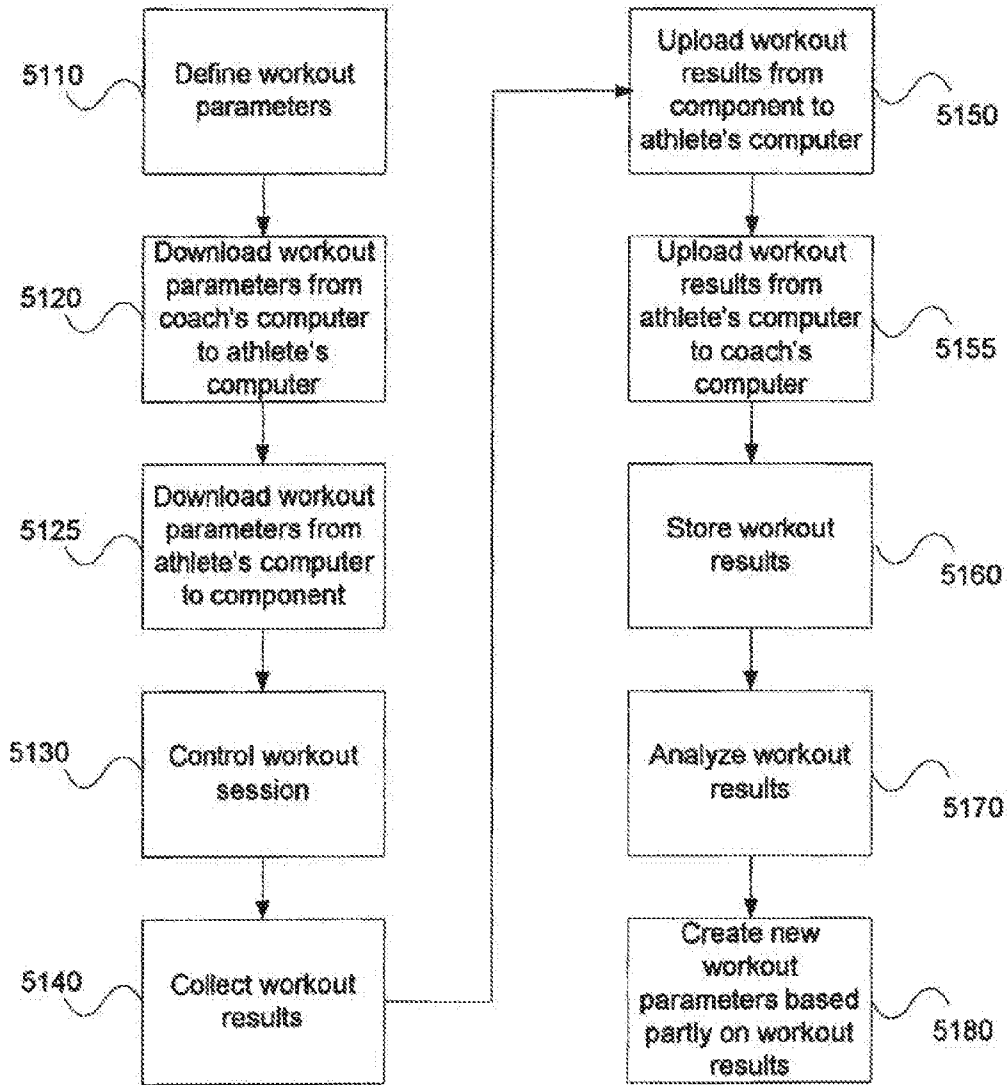 5110
Define workout
parameters
5120
Download workout
parameters from
coach's computer
to athlete's
computer
5125
Download workout
parameters from
athlete's computer
to component
5130
Control workout
session
5140
Collect workout
results
Upload workout
results from
component to
athlete's computer
5150
Upload workout
results from
athlete's computer
to coach's
computer
5155
Store workout
results
5160
Analyze workout
results
5170
Create new
workout
parameters based
partly on workout
results
5180